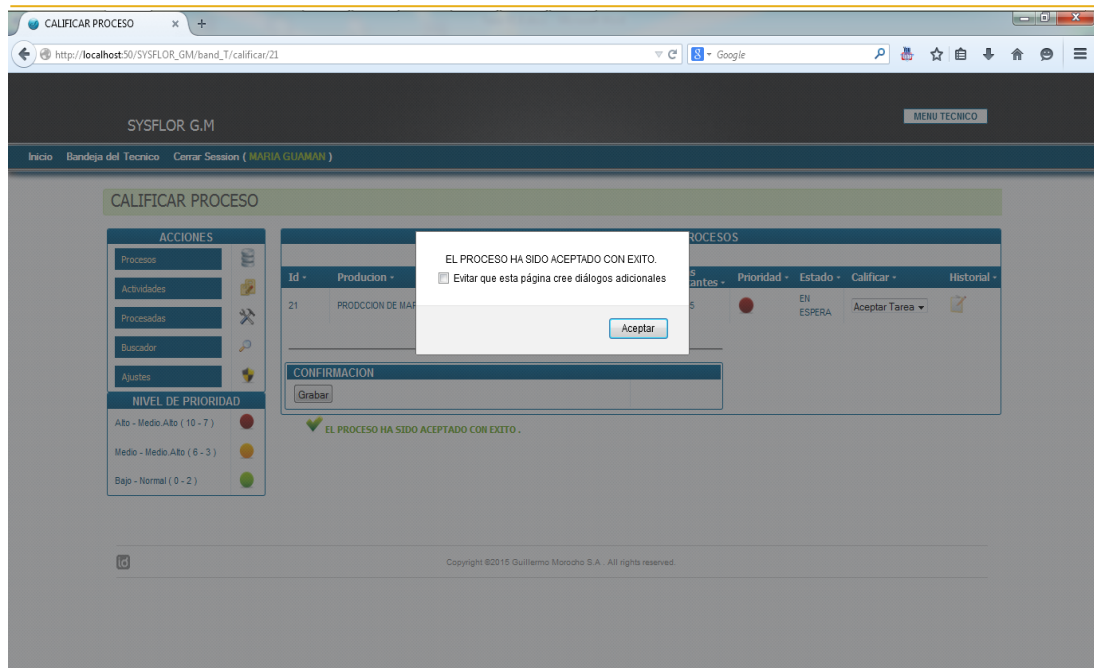 CALIFICAR PROCESO
http://localhost:50/SYSFLOR_GM/band_T/calificar/21
Google
SYSFLOR G.M
MENU TECNICO
Inicio Bandeja del Tecnico Cerrar Session ( MARIA GUAMAN )
CALIFICAR PROCESO
ACCIONES
Procesos
Actividades
Procesadas
Buscador
Ajustes
NIVEL DE PRIORIDAD
Alto - Medio.Alto ( 10 - 7 )
Medio - Medio.Alto ( 6 - 3 )
Bajo - Normal ( 0 - 2 )
ROCESOS
Id Producion Prioridad Estado Calificar Historial
21 PRODCCION DE MAR 5 EN ESPERA Aceptar Tarea
EL PROCESO HA SIDO ACEPTADO CON EXITO.
Evitar que esta página cree diálogos adicionales
Aceptar
CONFIRMACION
Grabar
EL PROCESO HA SIDO ACEPTADO CON EXITO .
Copyright ©2015 Guillermo Morocho S.A . All rights reserved.